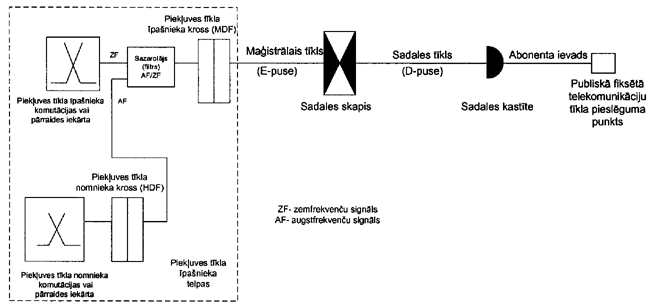 Piekļuves tīkla
īpašnieka kross (MDF)
ZF
Sazarotājs
(filtrs)
AF/ZF
AF
Piekļuves tīkla īpašnieka
komutācijas vai
pārraides iekārta
Maģistrālais tīkls
(E-puse)
Sadales skapis
Sadales tīkls
(D-puse)
Sadales kastīte
Abonenta ievads
Publiskā fiksētā
telekomunikāciju
tīkla pieslēguma
punkts
Piekļuves tīkla
nomnieka kross (HDF)
Piekļuves tīkla nomnieka
komutācijas vai
pārraides iekārta
Piekļuves tīkla
īpašnieka
telpas
ZF- zemfrekvenču signāls
AF- augstfrekvenču signāls